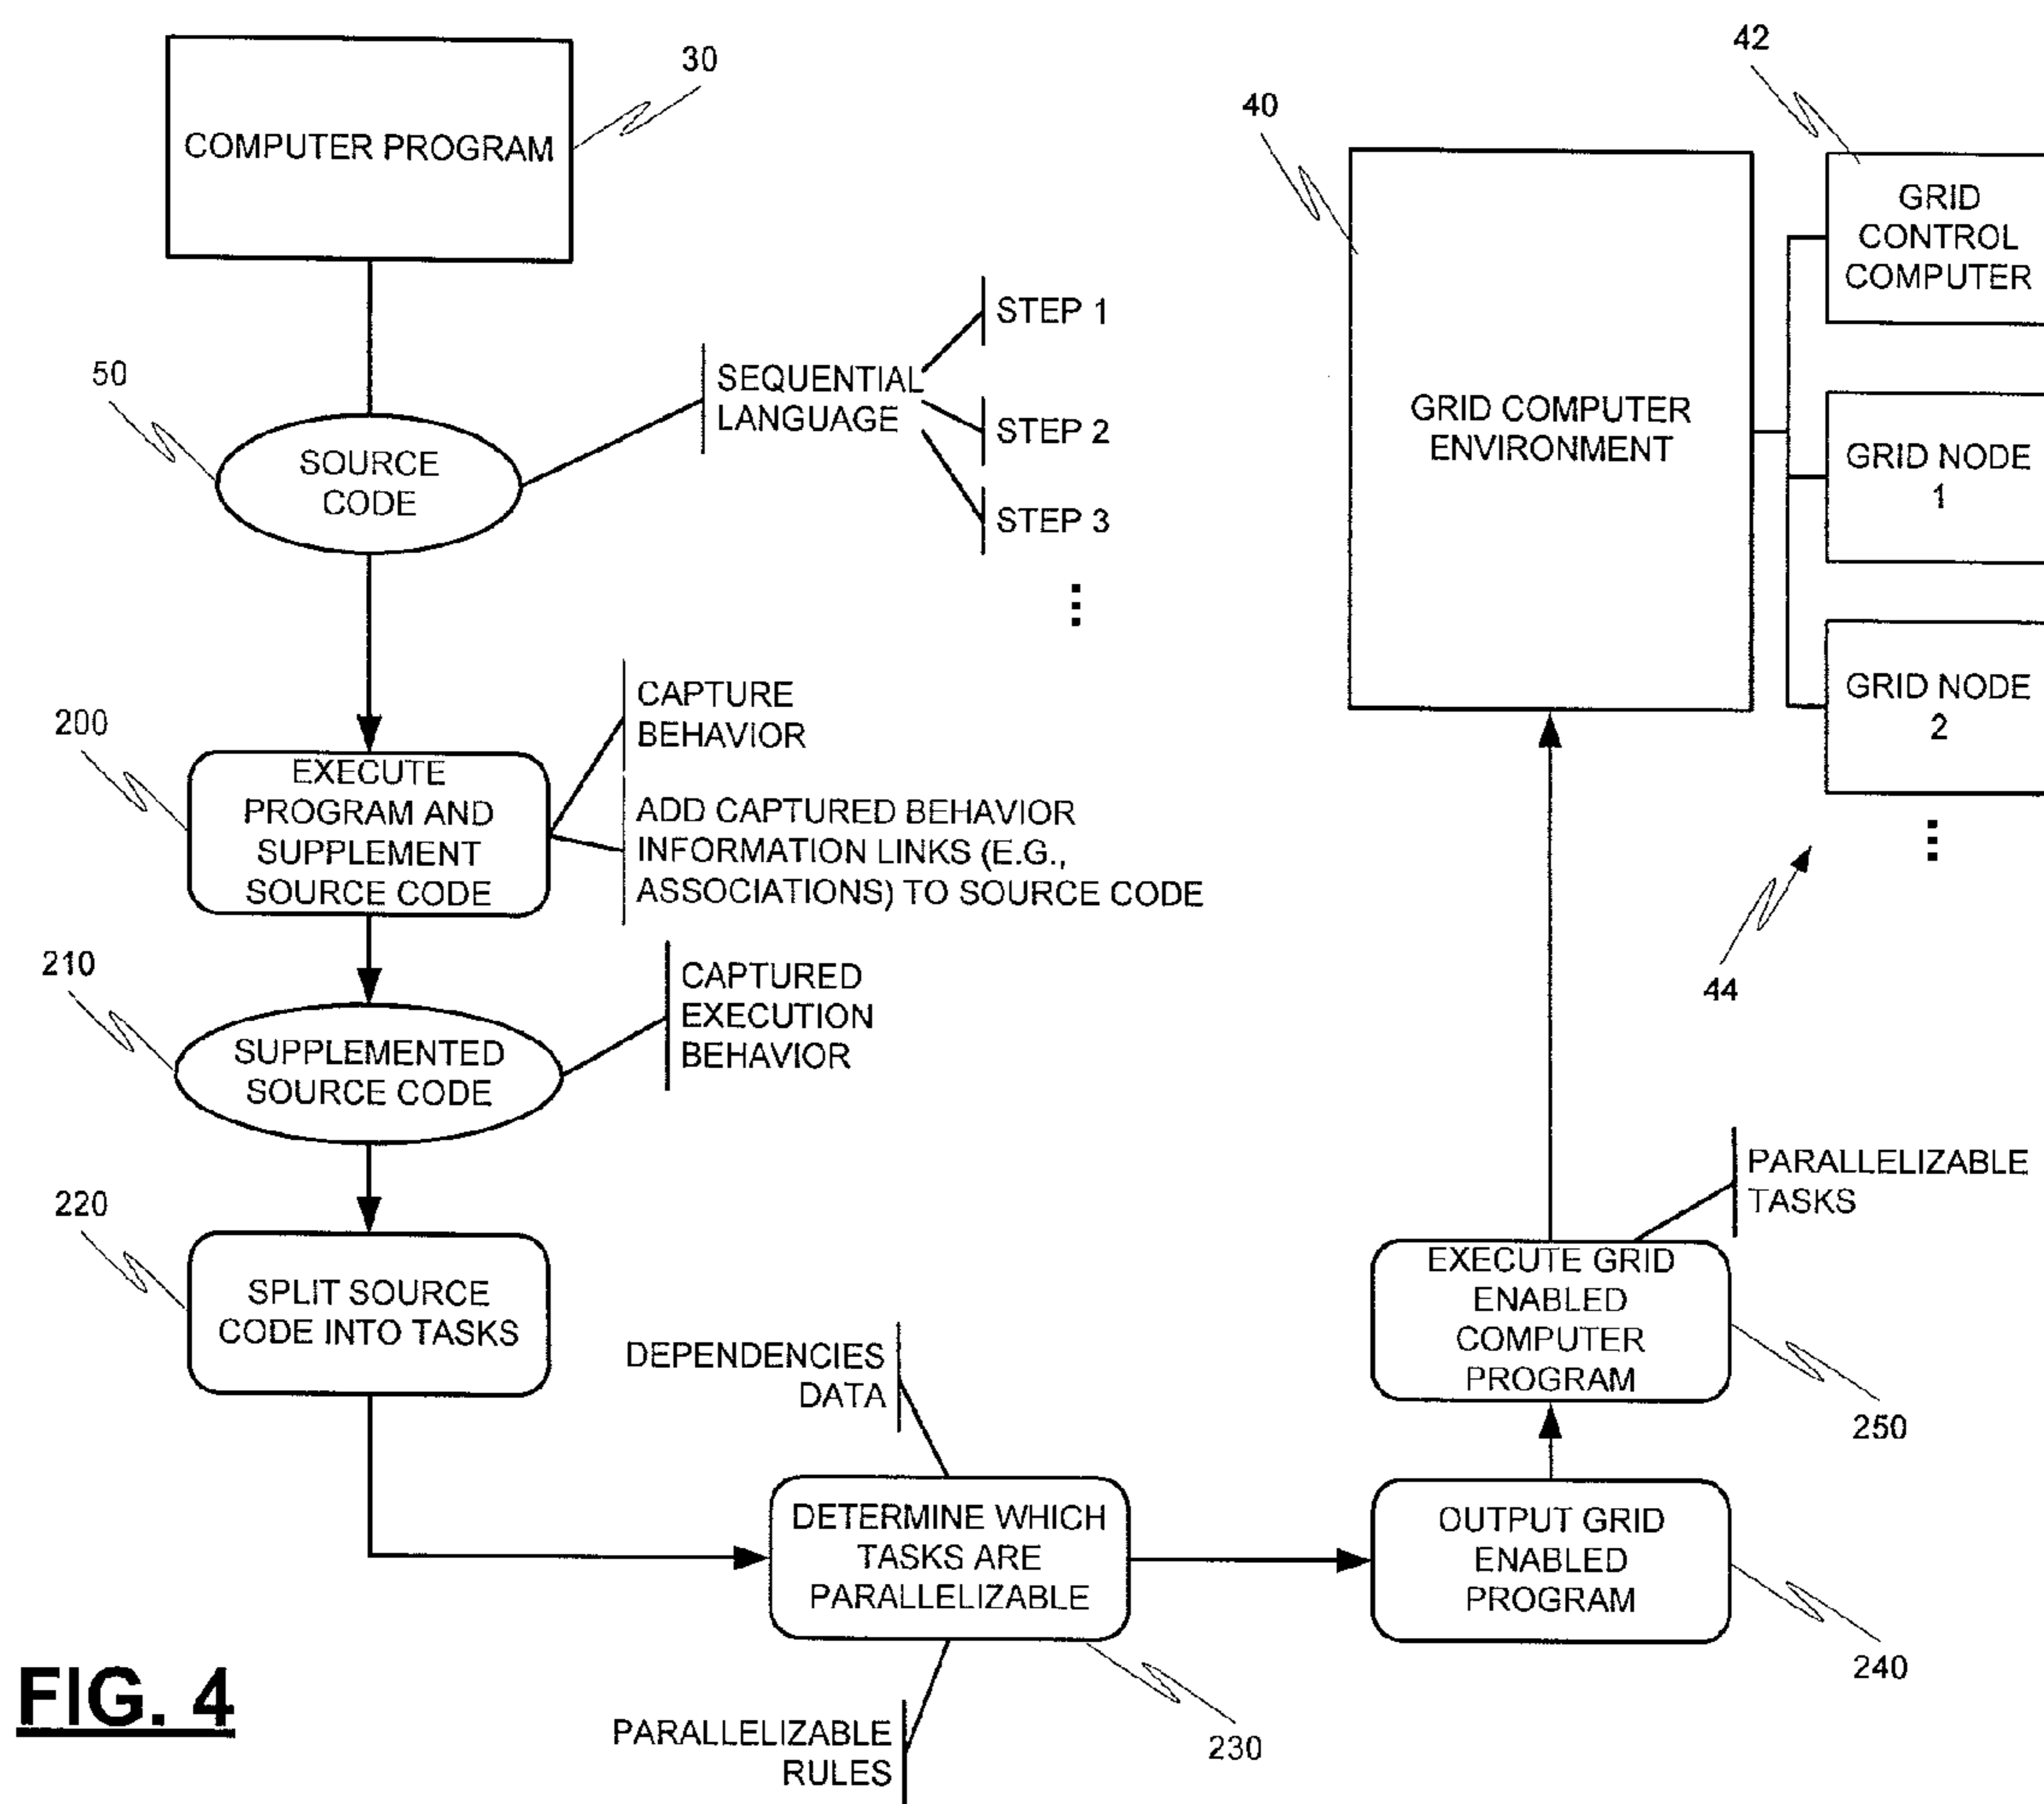 30
COMPUTER PROGRAM
50
SOURCE
CODE
SEQUENTIAL
LANGUAGE
STEP 1
STEP 2
STEP 3
...
200
EXECUTE
PROGRAM AND
SUPPLEMENT
SOURCE CODE
CAPTURE
BEHAVIOR
ADD CAPTURED BEHAVIOR
INFORMATION LINKS (E.G.,
ASSOCIATIONS) TO SOURCE CODE
210
SUPPLEMENTED
SOURCE CODE
CAPTURED
EXECUTION
BEHAVIOR
220
SPLIT SOURCE
CODE INTO TASKS
DEPENDENCIES
DATA
DETERMINE WHICH
TASKS ARE
PARALLELIZABLE
PARALLELIZABLE
RULES
230
OUTPUT GRID
ENABLED
PROGRAM
240
EXECUTE GRID
ENABLED
COMPUTER
PROGRAM
250
PARALLELIZABLE
TASKS
40
GRID COMPUTER
ENVIRONMENT
42
GRID
CONTROL
COMPUTER
GRID NODE
1
GRID NODE
2
...
44
FIG. 4